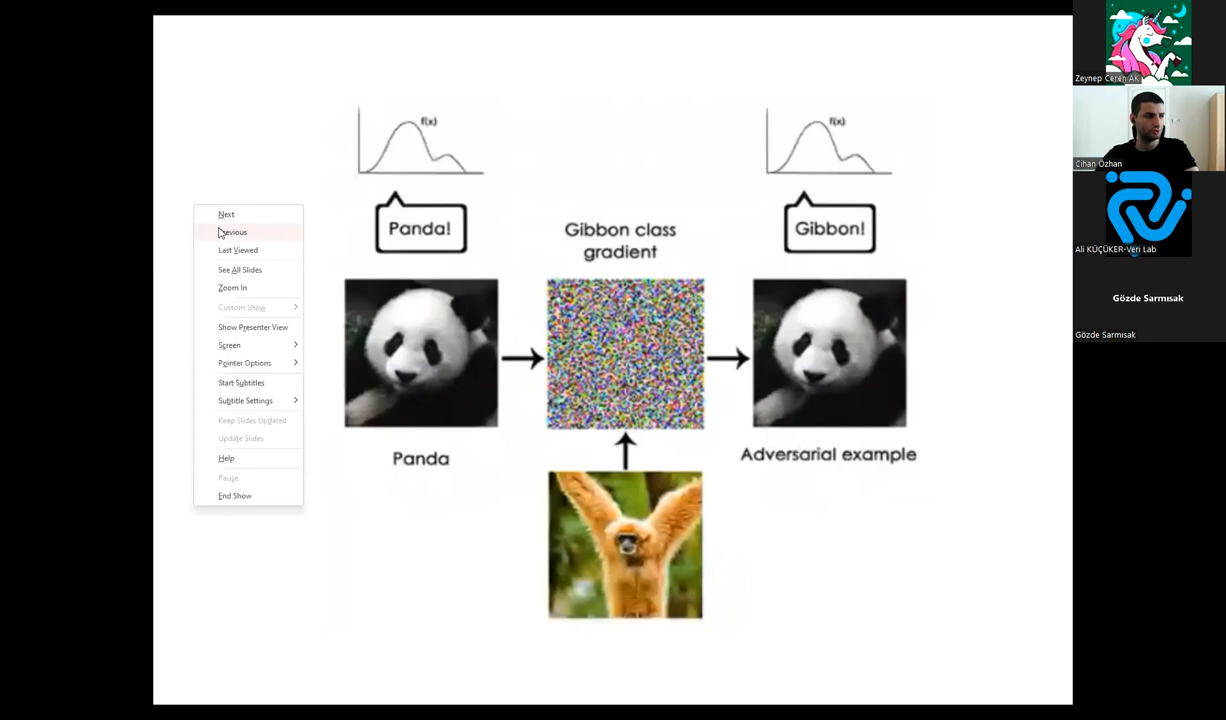 f(x)
f(x)
Panda!
Gibbon class
gradient
Gibbon!
Panda
Adversarial example
Next
Previous
Last Viewed
See All Slides
Zoom In
Custom Show
Show Presenter View
Screen
Pointer Options
Start Subtitles
Subtitle Settings
Keep Slides Updated
Update Slides
Help
Pause
End Show
Zeynep Ceren AK
Cihan Özhan
Ali KÜÇÜKER-Veri Lab
Gözde Sarmısak
Gözde Sarmısak